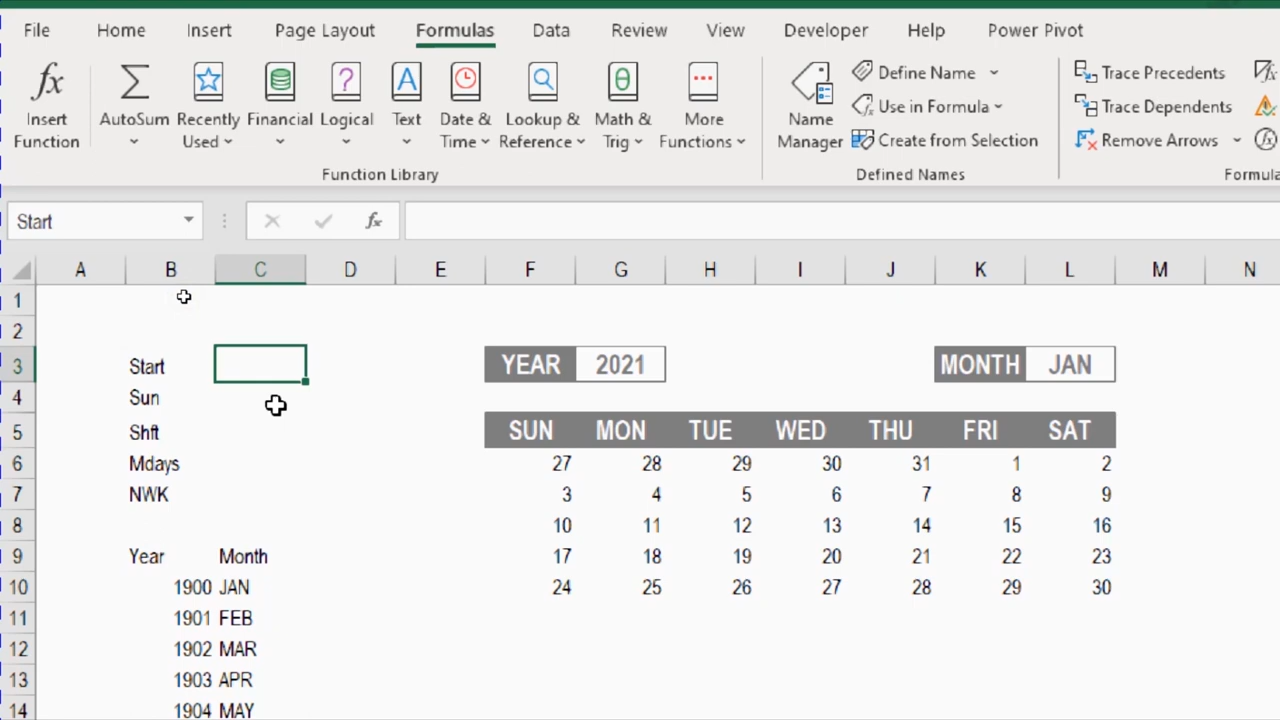 File Home Insert Page Layout Formulas Data Review View Developer Help Power Pivot
fx
Insert Function
AutoSum
Recently Used
Financial
Logical
Text
Date & Time
Lookup & Reference
Math & Trig
More Functions
Function Library
Name Manager
Define Name
Use in Formula
Create from Selection
Defined Names
Trace Precedents
Trace Dependents
Remove Arrows
Formula
Start fx
A B C D E F G H I J K L M N
1
2
3 Start YEAR 2021 MONTH JAN
4 Sun
5 Shft SUN MON TUE WED THU FRI SAT
6 Mdays 27 28 29 30 31 1 2
7 NWK 3 4 5 6 7 8 9
8 10 11 12 13 14 15 16
9 Year Month 17 18 19 20 21 22 23
10 1900 JAN 24 25 26 27 28 29 30
11 1901 FEB
12 1902 MAR
13 1903 APR
14 1904 MAY